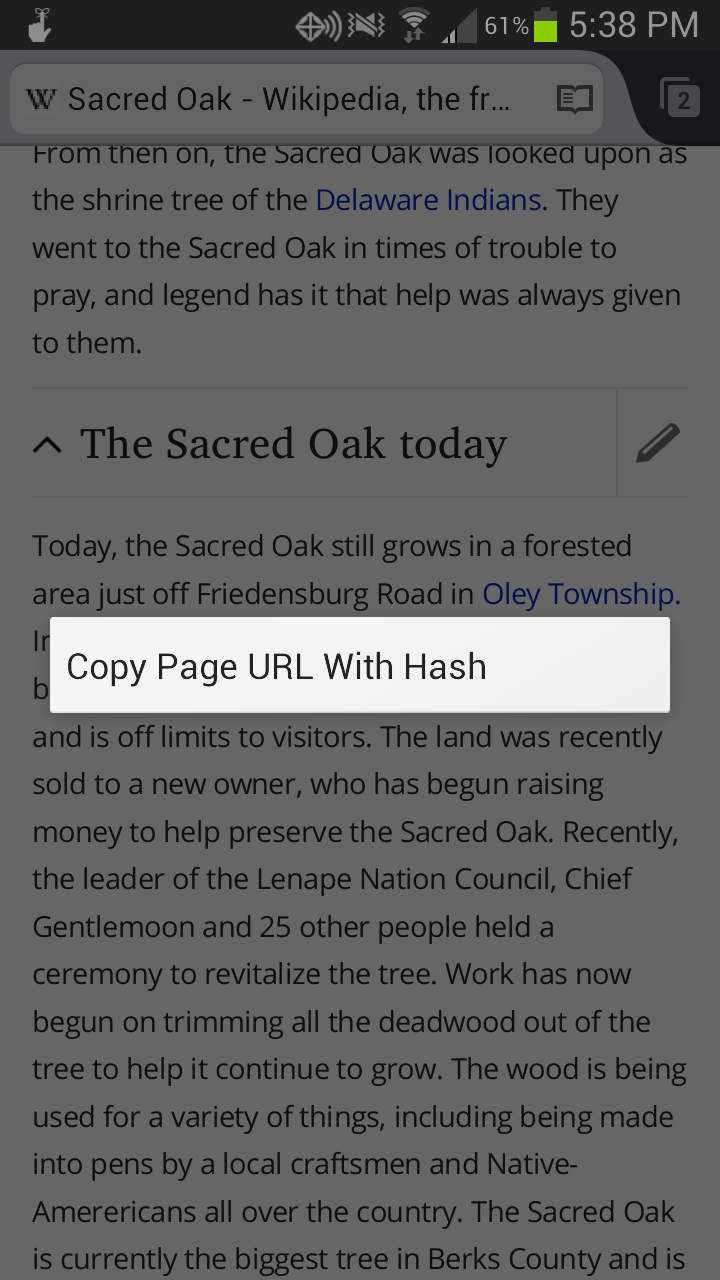 61% 5:38 PM
W Sacred Oak - Wikipedia, the fr... 2
From then on, the Sacred Oak was looked upon as
the shrine tree of the Delaware Indians. They
went to the Sacred Oak in times of trouble to
pray, and legend has it that help was always given
to them.
The Sacred Oak today
Today, the Sacred Oak still grows in a forested
area just off Friedensburg Road in Oley Township.
Copy Page URL With Hash
and is off limits to visitors. The land was recently
sold to a new owner, who has begun raising
money to help preserve the Sacred Oak. Recently,
the leader of the Lenape Nation Council, Chief
Gentlemoon and 25 other people held a
ceremony to revitalize the tree. Work has now
begun on trimming all the deadwood out of the
tree to help it continue to grow. The wood is being
used for a variety of things, including being made
into pens by a local craftsmen and Native-
Amerericans all over the country. The Sacred Oak
is currently the biggest tree in Berks County and is